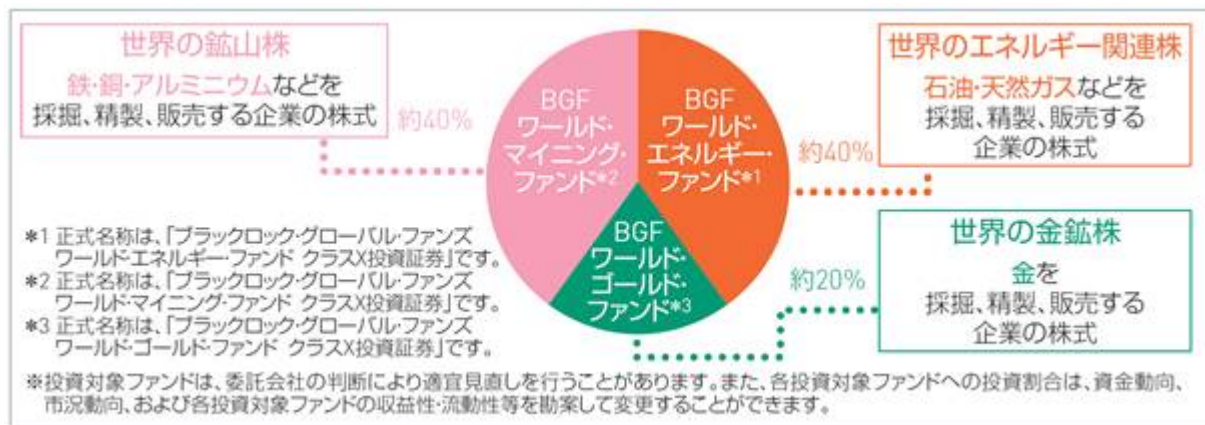 世界の鉱山株
鉄・銅・アルミニウムなどを
採掘、精製、販売する企業の株式
約40%
BGF
ワールド・
マイニング・
ファンド*2
BGF
ワールド・
エネルギー・
ファンド*1
約40%
世界のエネルギー関連株
石油・天然ガスなどを
採掘、精製、販売する
企業の株式
BGF
ワールド・
ゴールド・
ファンド*3
約20%
世界の金鉱株
金を
採掘、精製、販売する
企業の株式
*1 正式名称は、「ブラックロック・グローバル・ファンズ
ワールド・エネルギー・ファンド クラスX投資証券」です。
*2 正式名称は、「ブラックロック・グローバル・ファンズ
ワールド・マイニング・ファンド クラスX投資証券」です。
*3 正式名称は、「ブラックロック・グローバル・ファンズ
ワールド・ゴールド・ファンド クラスX投資証券」です。
※投資対象ファンドは、委託会社の判断により適宜見直しを行うことがあります。また、各投資対象ファンドへの投資割合は、資金動向、
市況動向、および各投資対象ファンドの収益性・流動性等を勘案して変更することができます。